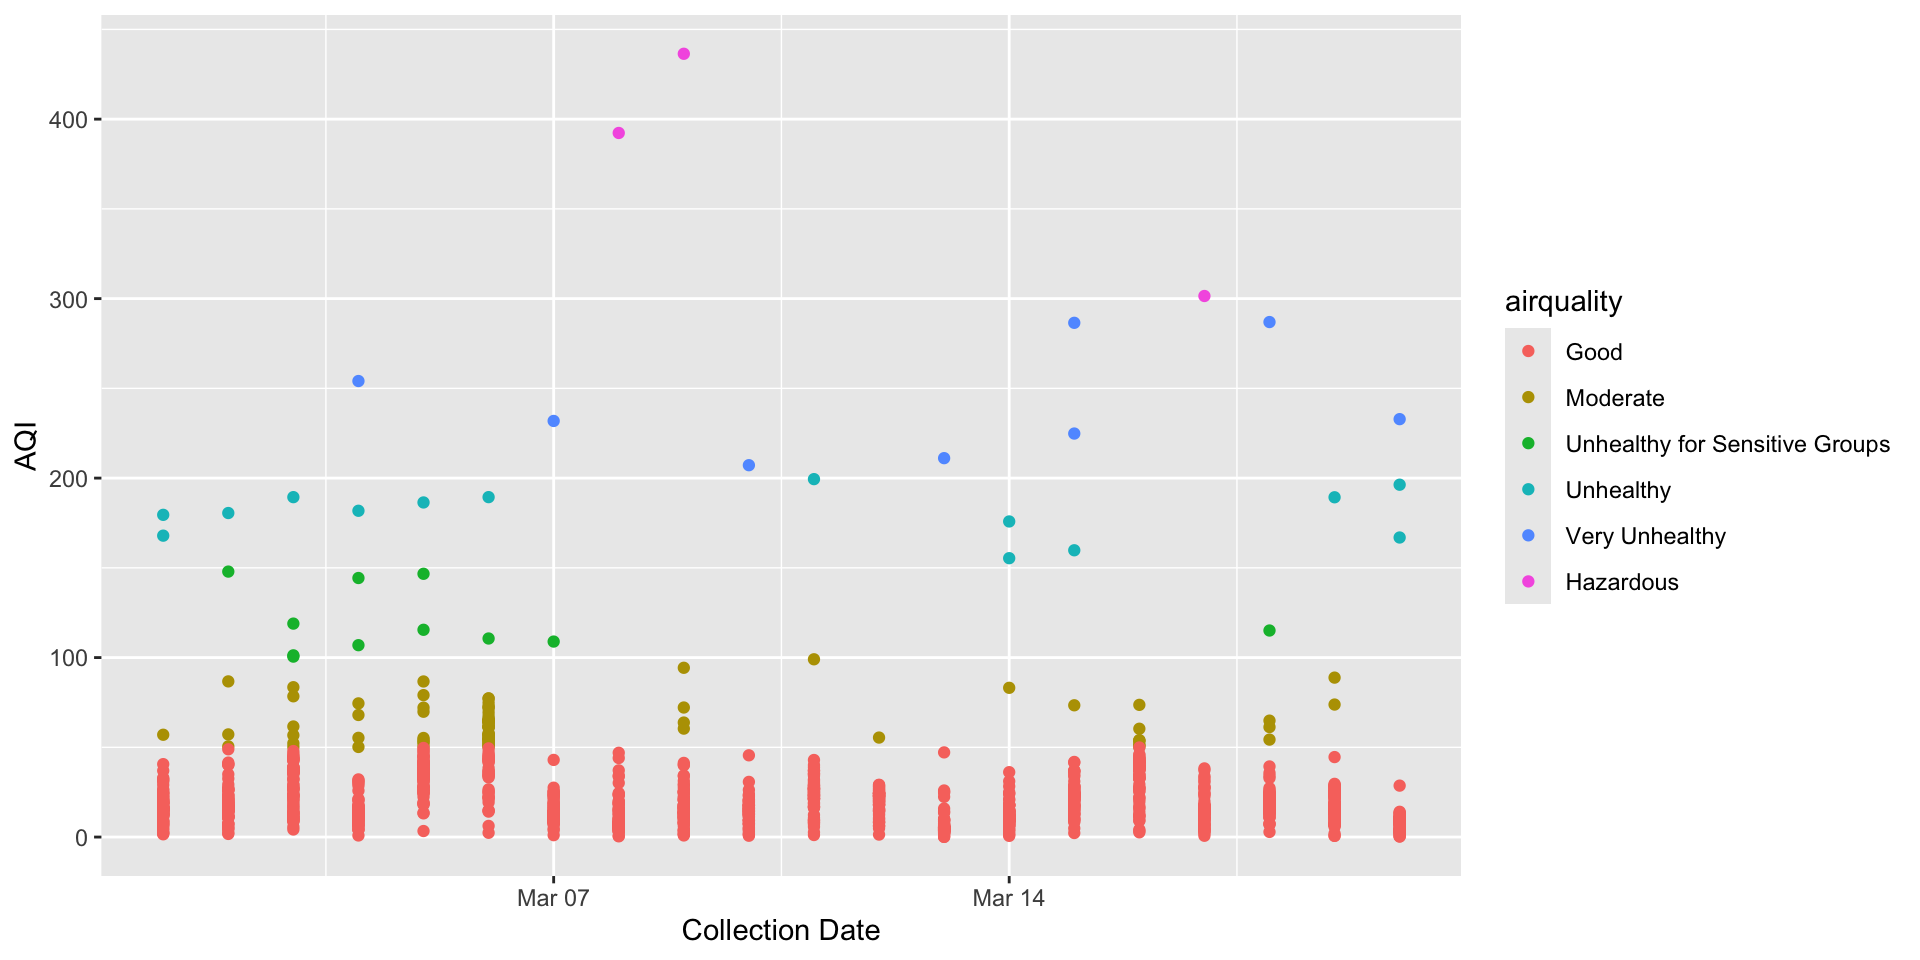 AQI
400
300
200
100
0
Mar 07
Mar 14
Collection Date
airquality
Good
Moderate
Unhealthy for Sensitive Groups
Unhealthy
Very Unhealthy
Hazardous